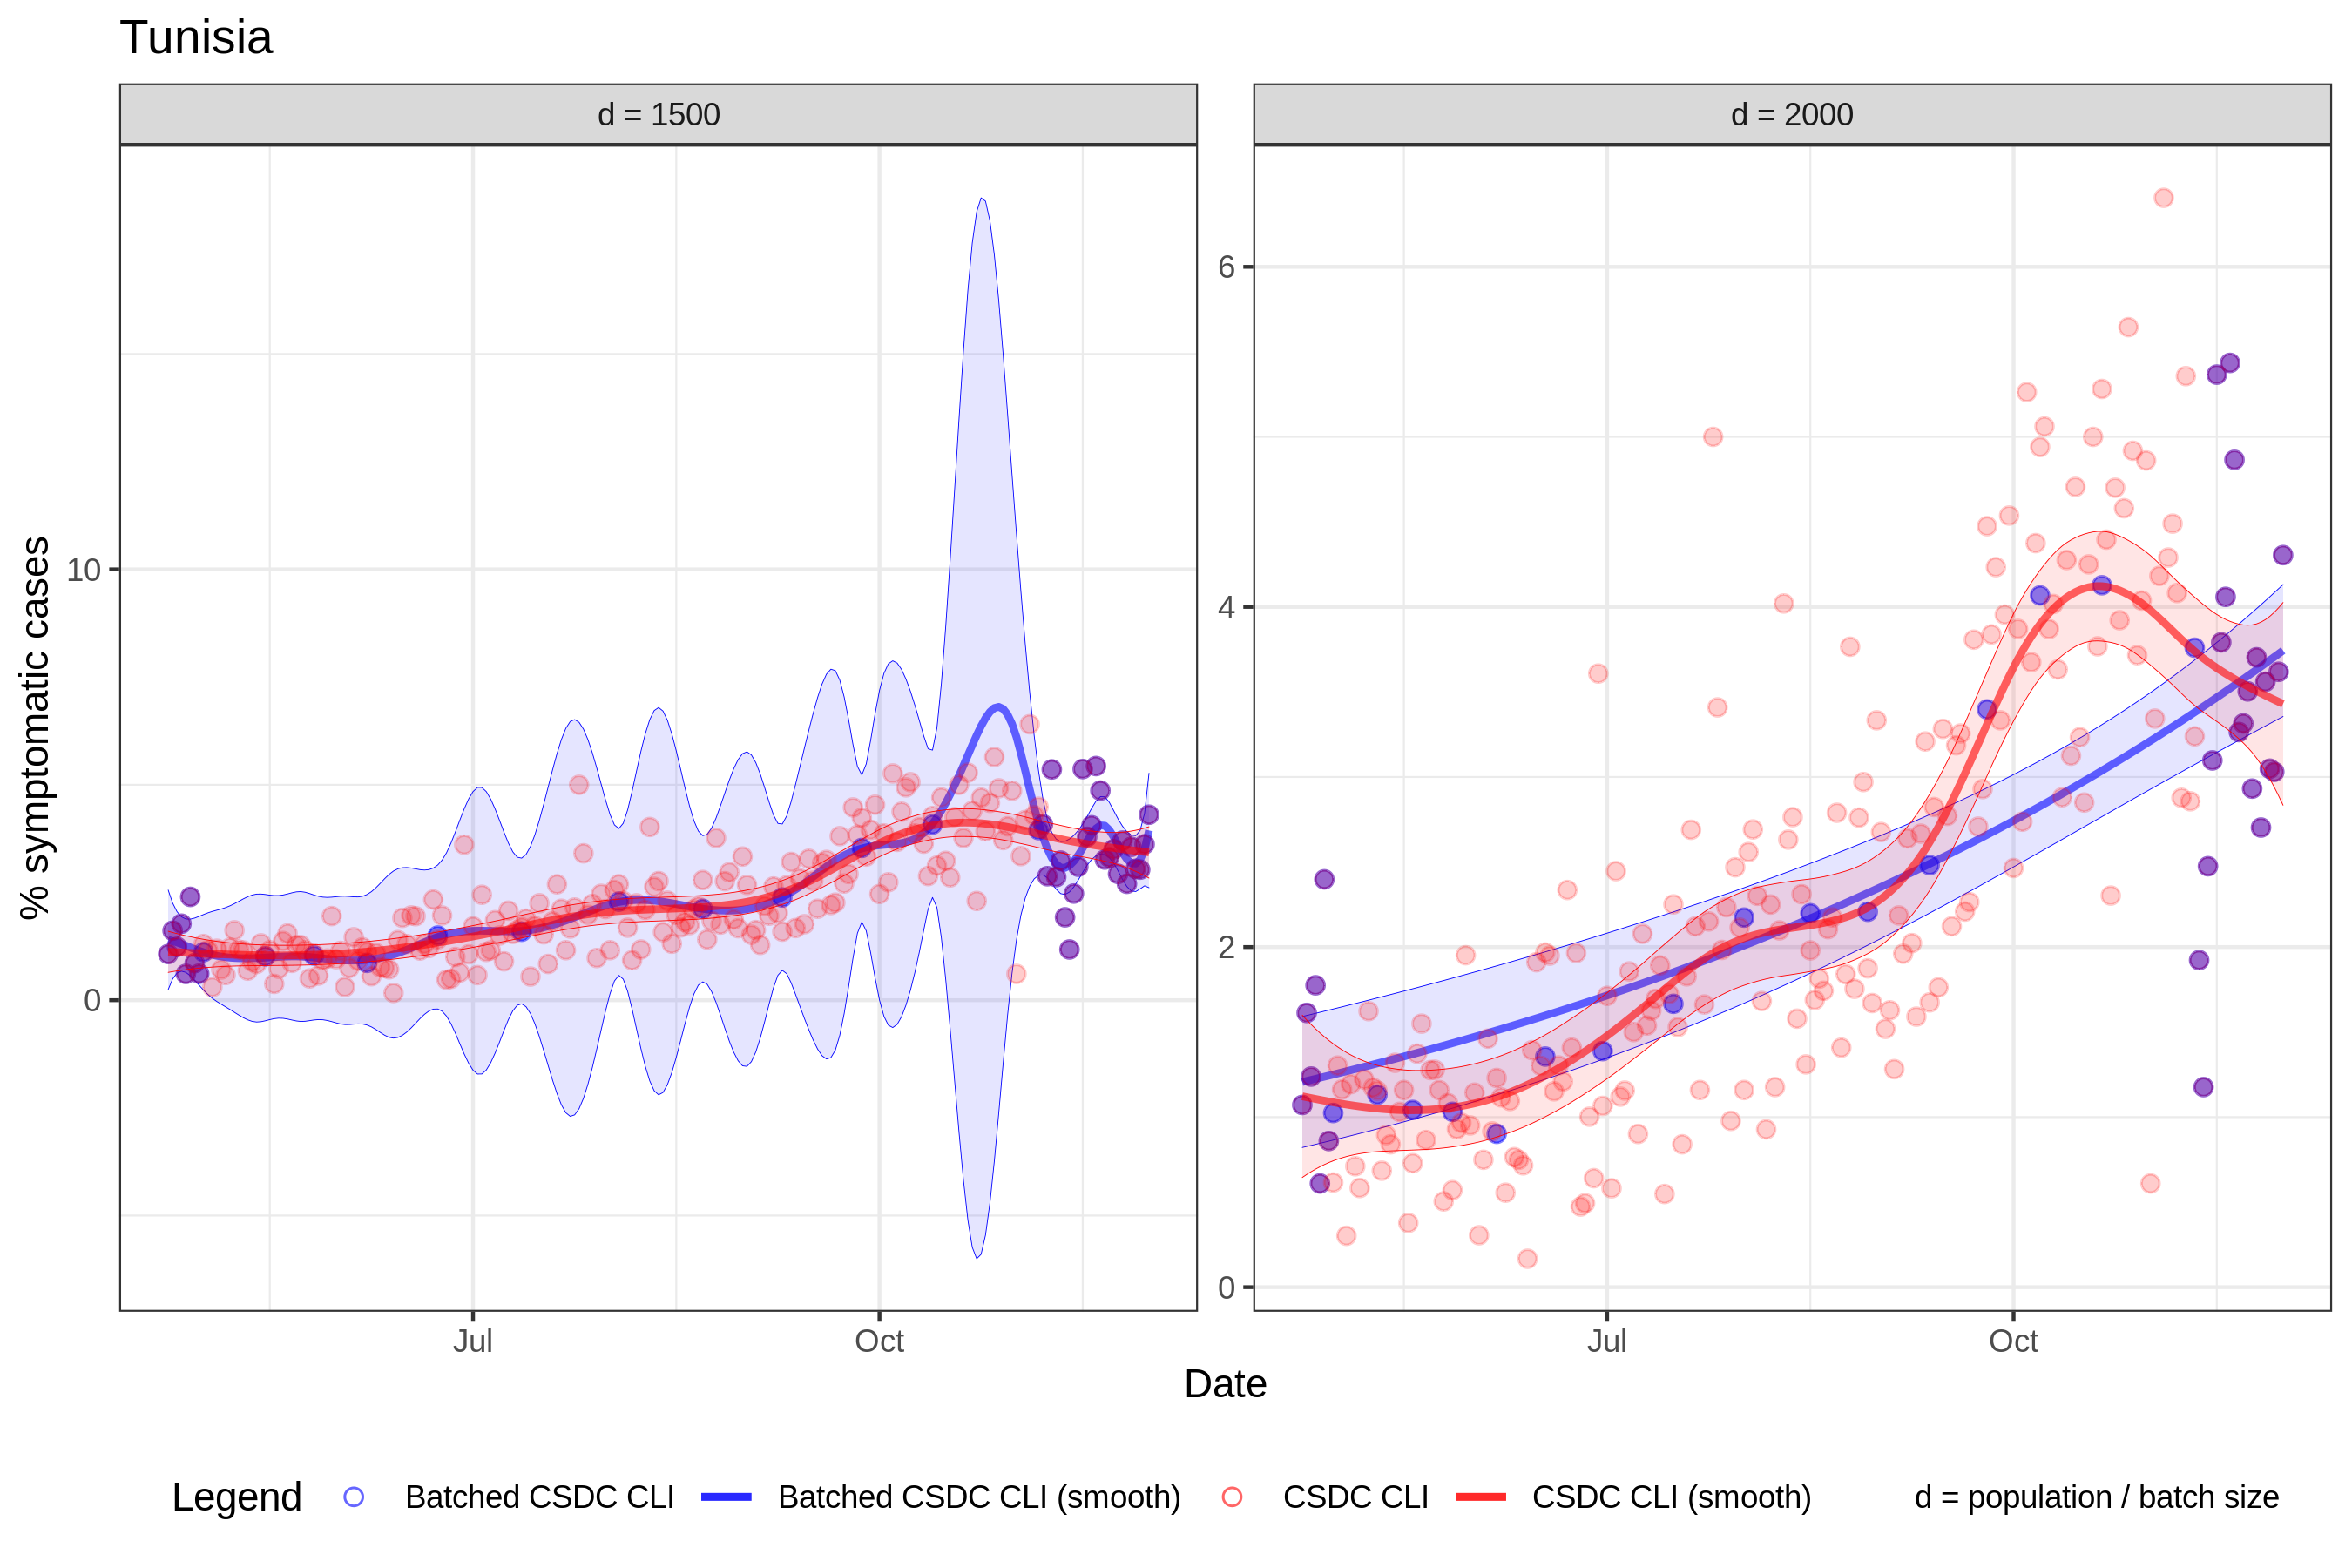 Tunisia
d = 1500
d = 2000
% symptomatic cases
10
0
6
4
2
0
Jul
Oct
Jul
Oct
Date
Legend
Batched CSDC CLI
Batched CSDC CLI (smooth)
CSDC CLI
CSDC CLI (smooth)
d = population / batch size